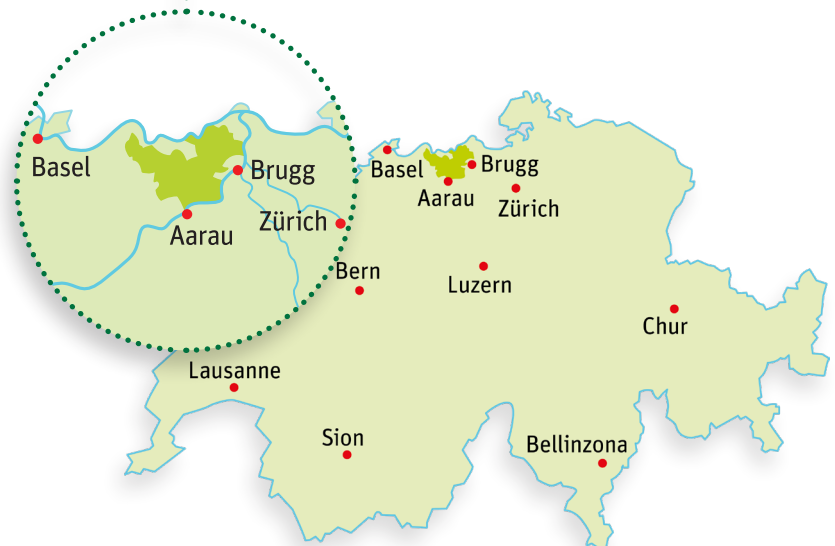 Basel
Brugg
Aarau
Zürich
Basel
Brugg
Aarau
Zürich
Bern
Luzern
Chur
Lausanne
Sion
Bellinzona